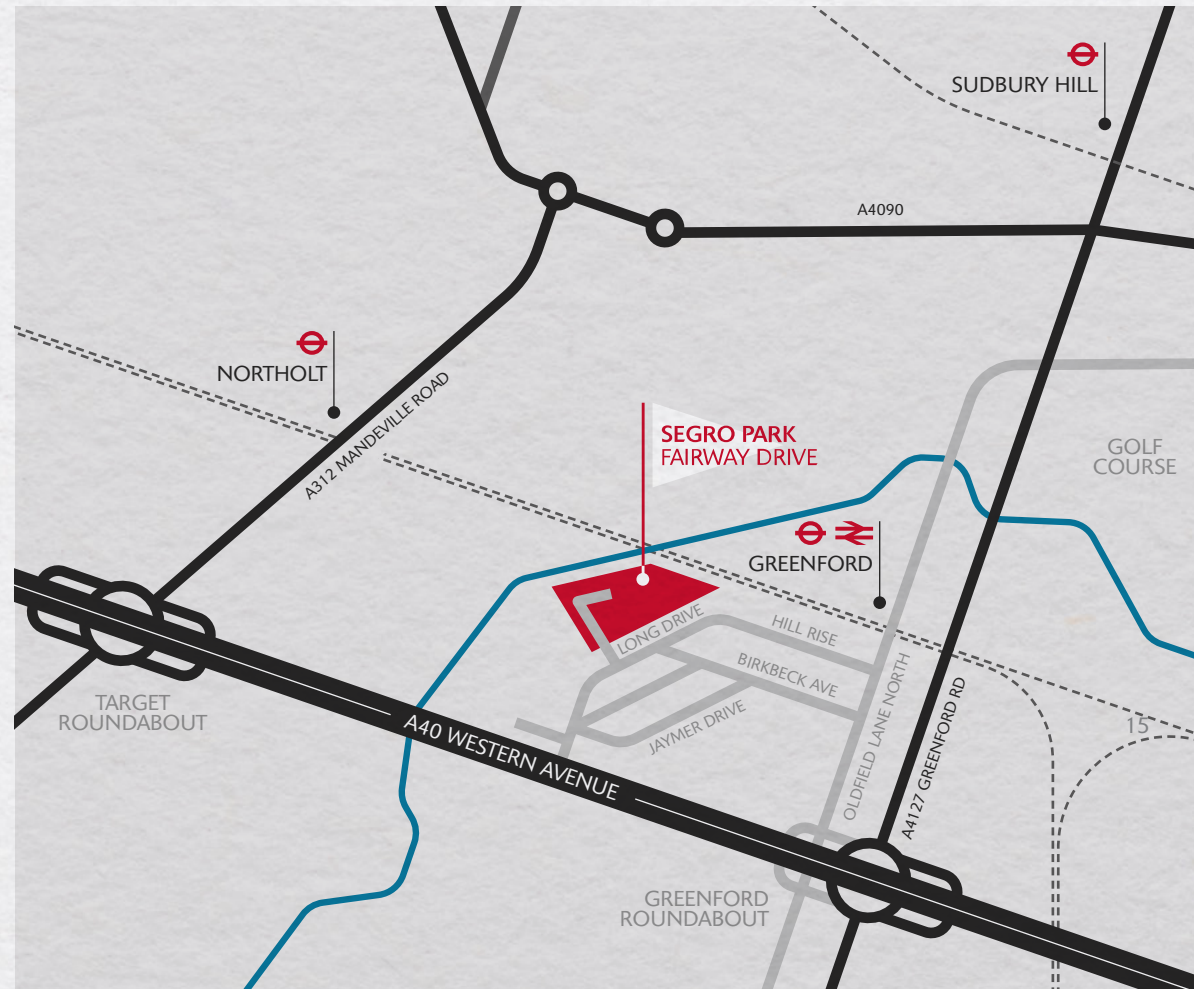 SUDBURY HILL
A4090
NORTHOLT
A312 MANDEVILLE ROAD
SEGRO PARK
FAIRWAY DRIVE
GOLF
COURSE
GREENFORD
LONG DRIVE
HILL RISE
BIRKBECK AVE
JAYMER DRIVE
OLDFIELD LANE NORTH
A4127 GREENFORD RD
15
TARGET
ROUNDABOUT
A40 WESTERN AVENUE
GREENFORD
ROUNDABOUT